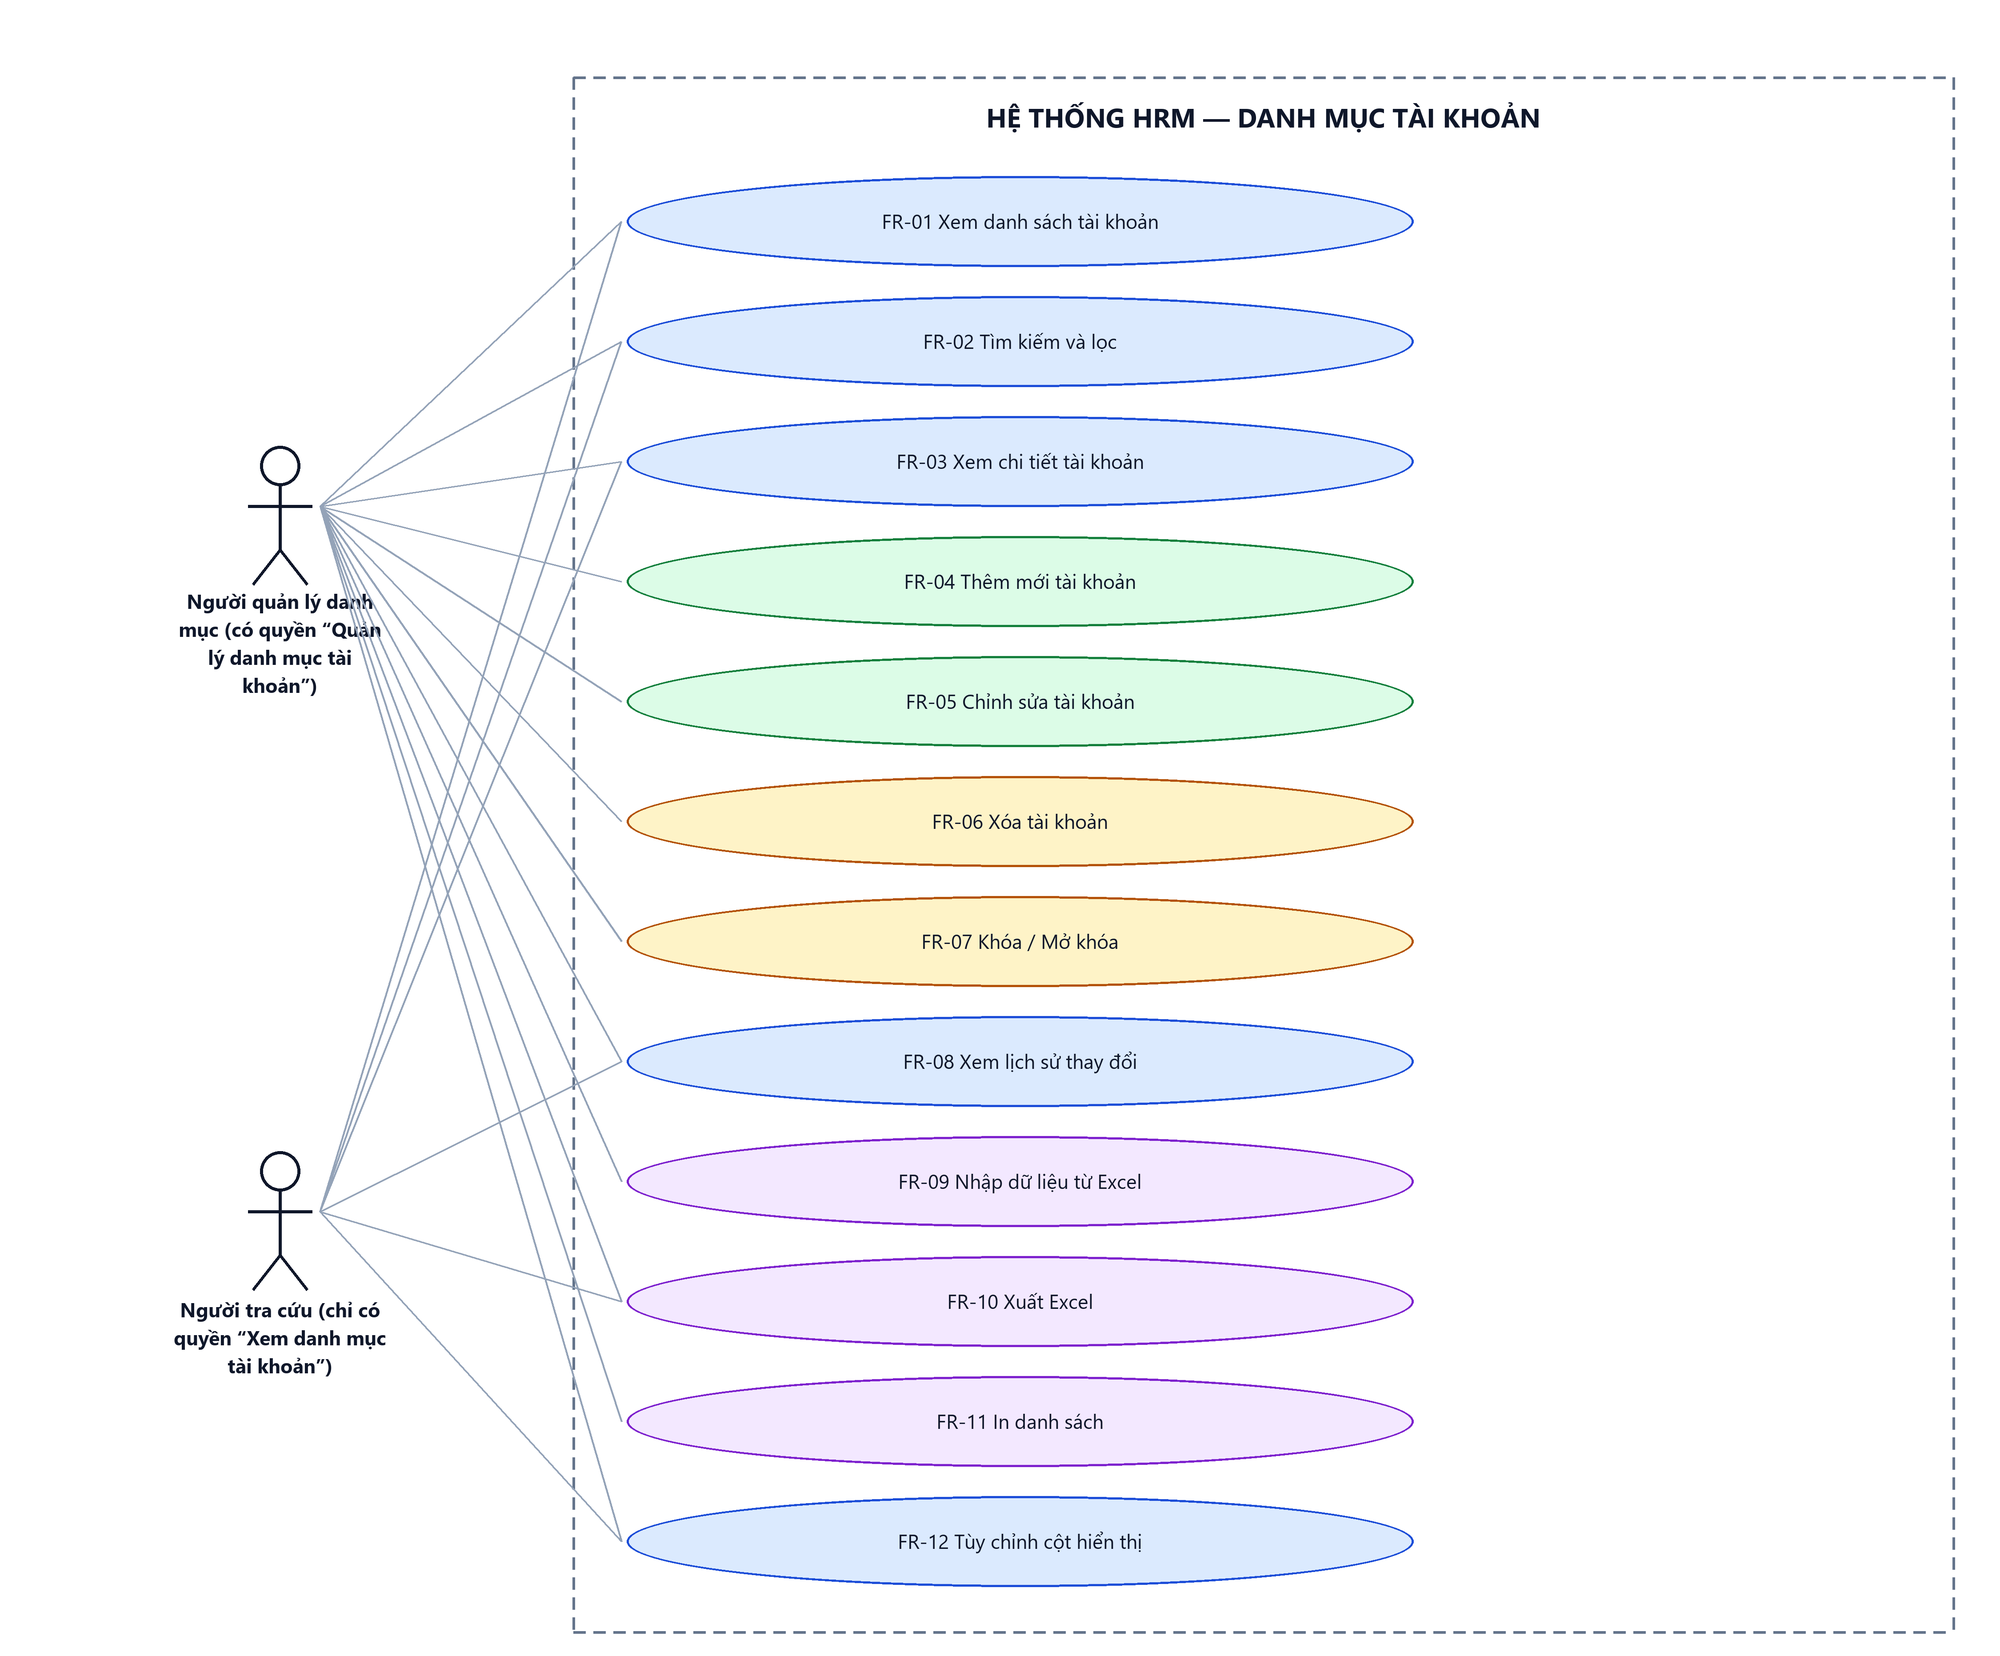 HỆ THỐNG HRM — DANH MỤC TÀI KHOẢN
FR-01 Xem danh sách tài khoản
FR-02 Tìm kiếm và lọc
FR-03 Xem chi tiết tài khoản
FR-04 Thêm mới tài khoản
FR-05 Chỉnh sửa tài khoản
FR-06 Xóa tài khoản
FR-07 Khóa / Mở khóa
FR-08 Xem lịch sử thay đổi
FR-09 Nhập dữ liệu từ Excel
FR-10 Xuất Excel
FR-11 In danh sách
FR-12 Tùy chỉnh cột hiển thị
Người quản lý danh
mục (có quyền “Quản
lý danh mục tài
khoản”)
Người tra cứu (chỉ có
quyền “Xem danh mục
tài khoản”)